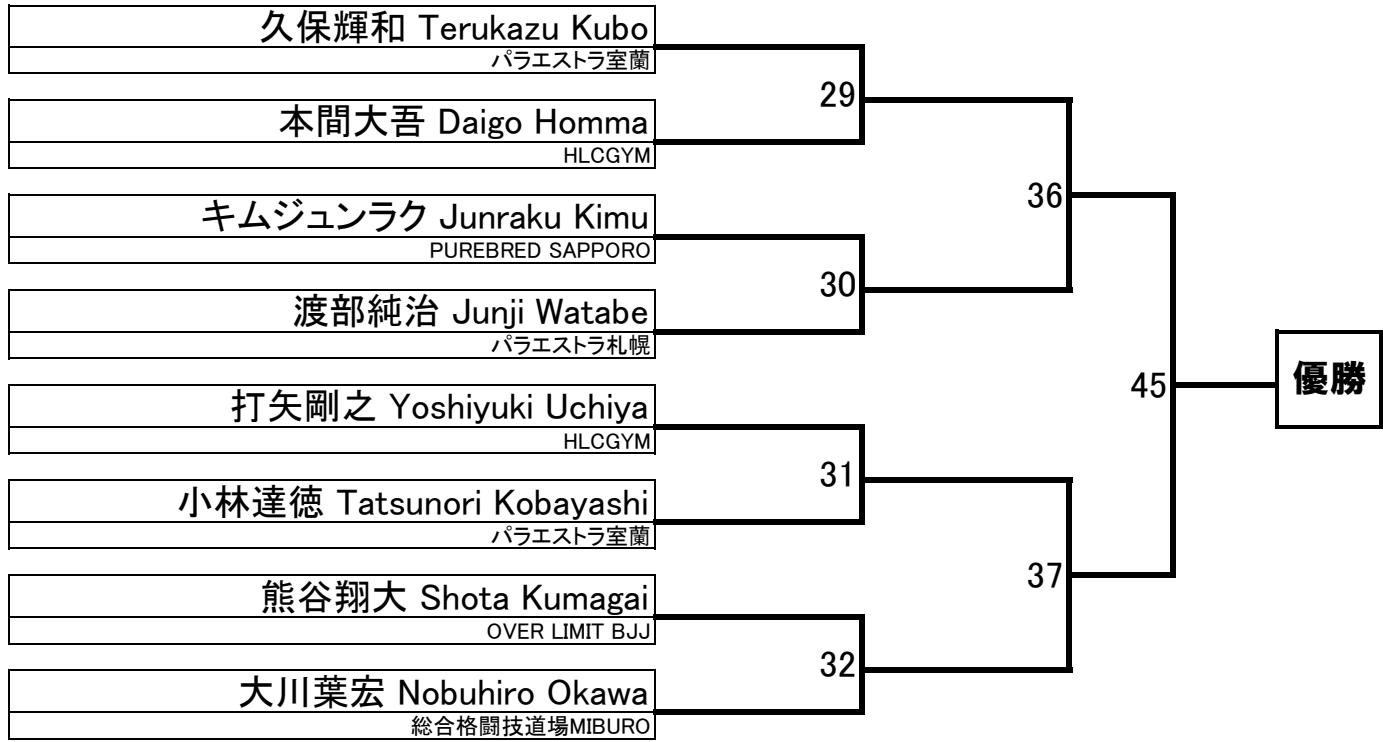 久保輝和 Terukazu Kubo
パラエストラ室蘭
29
本間大吾 Daigo Homma
HLCGYM
36
キムジュンラク Junraku Kimu
PUREBRED SAPPORO
30
渡部純治 Junji Watabe
パラエストラ札幌
45
優勝
打矢剛之 Yoshiyuki Uchiya
HLCGYM
31
小林達徳 Tatsunori Kobayashi
パラエストラ室蘭
37
熊谷翔大 Shota Kumagai
OVER LIMIT BJJ
32
大川葉宏 Nobuhiro Okawa
総合格闘技道場MIBURO